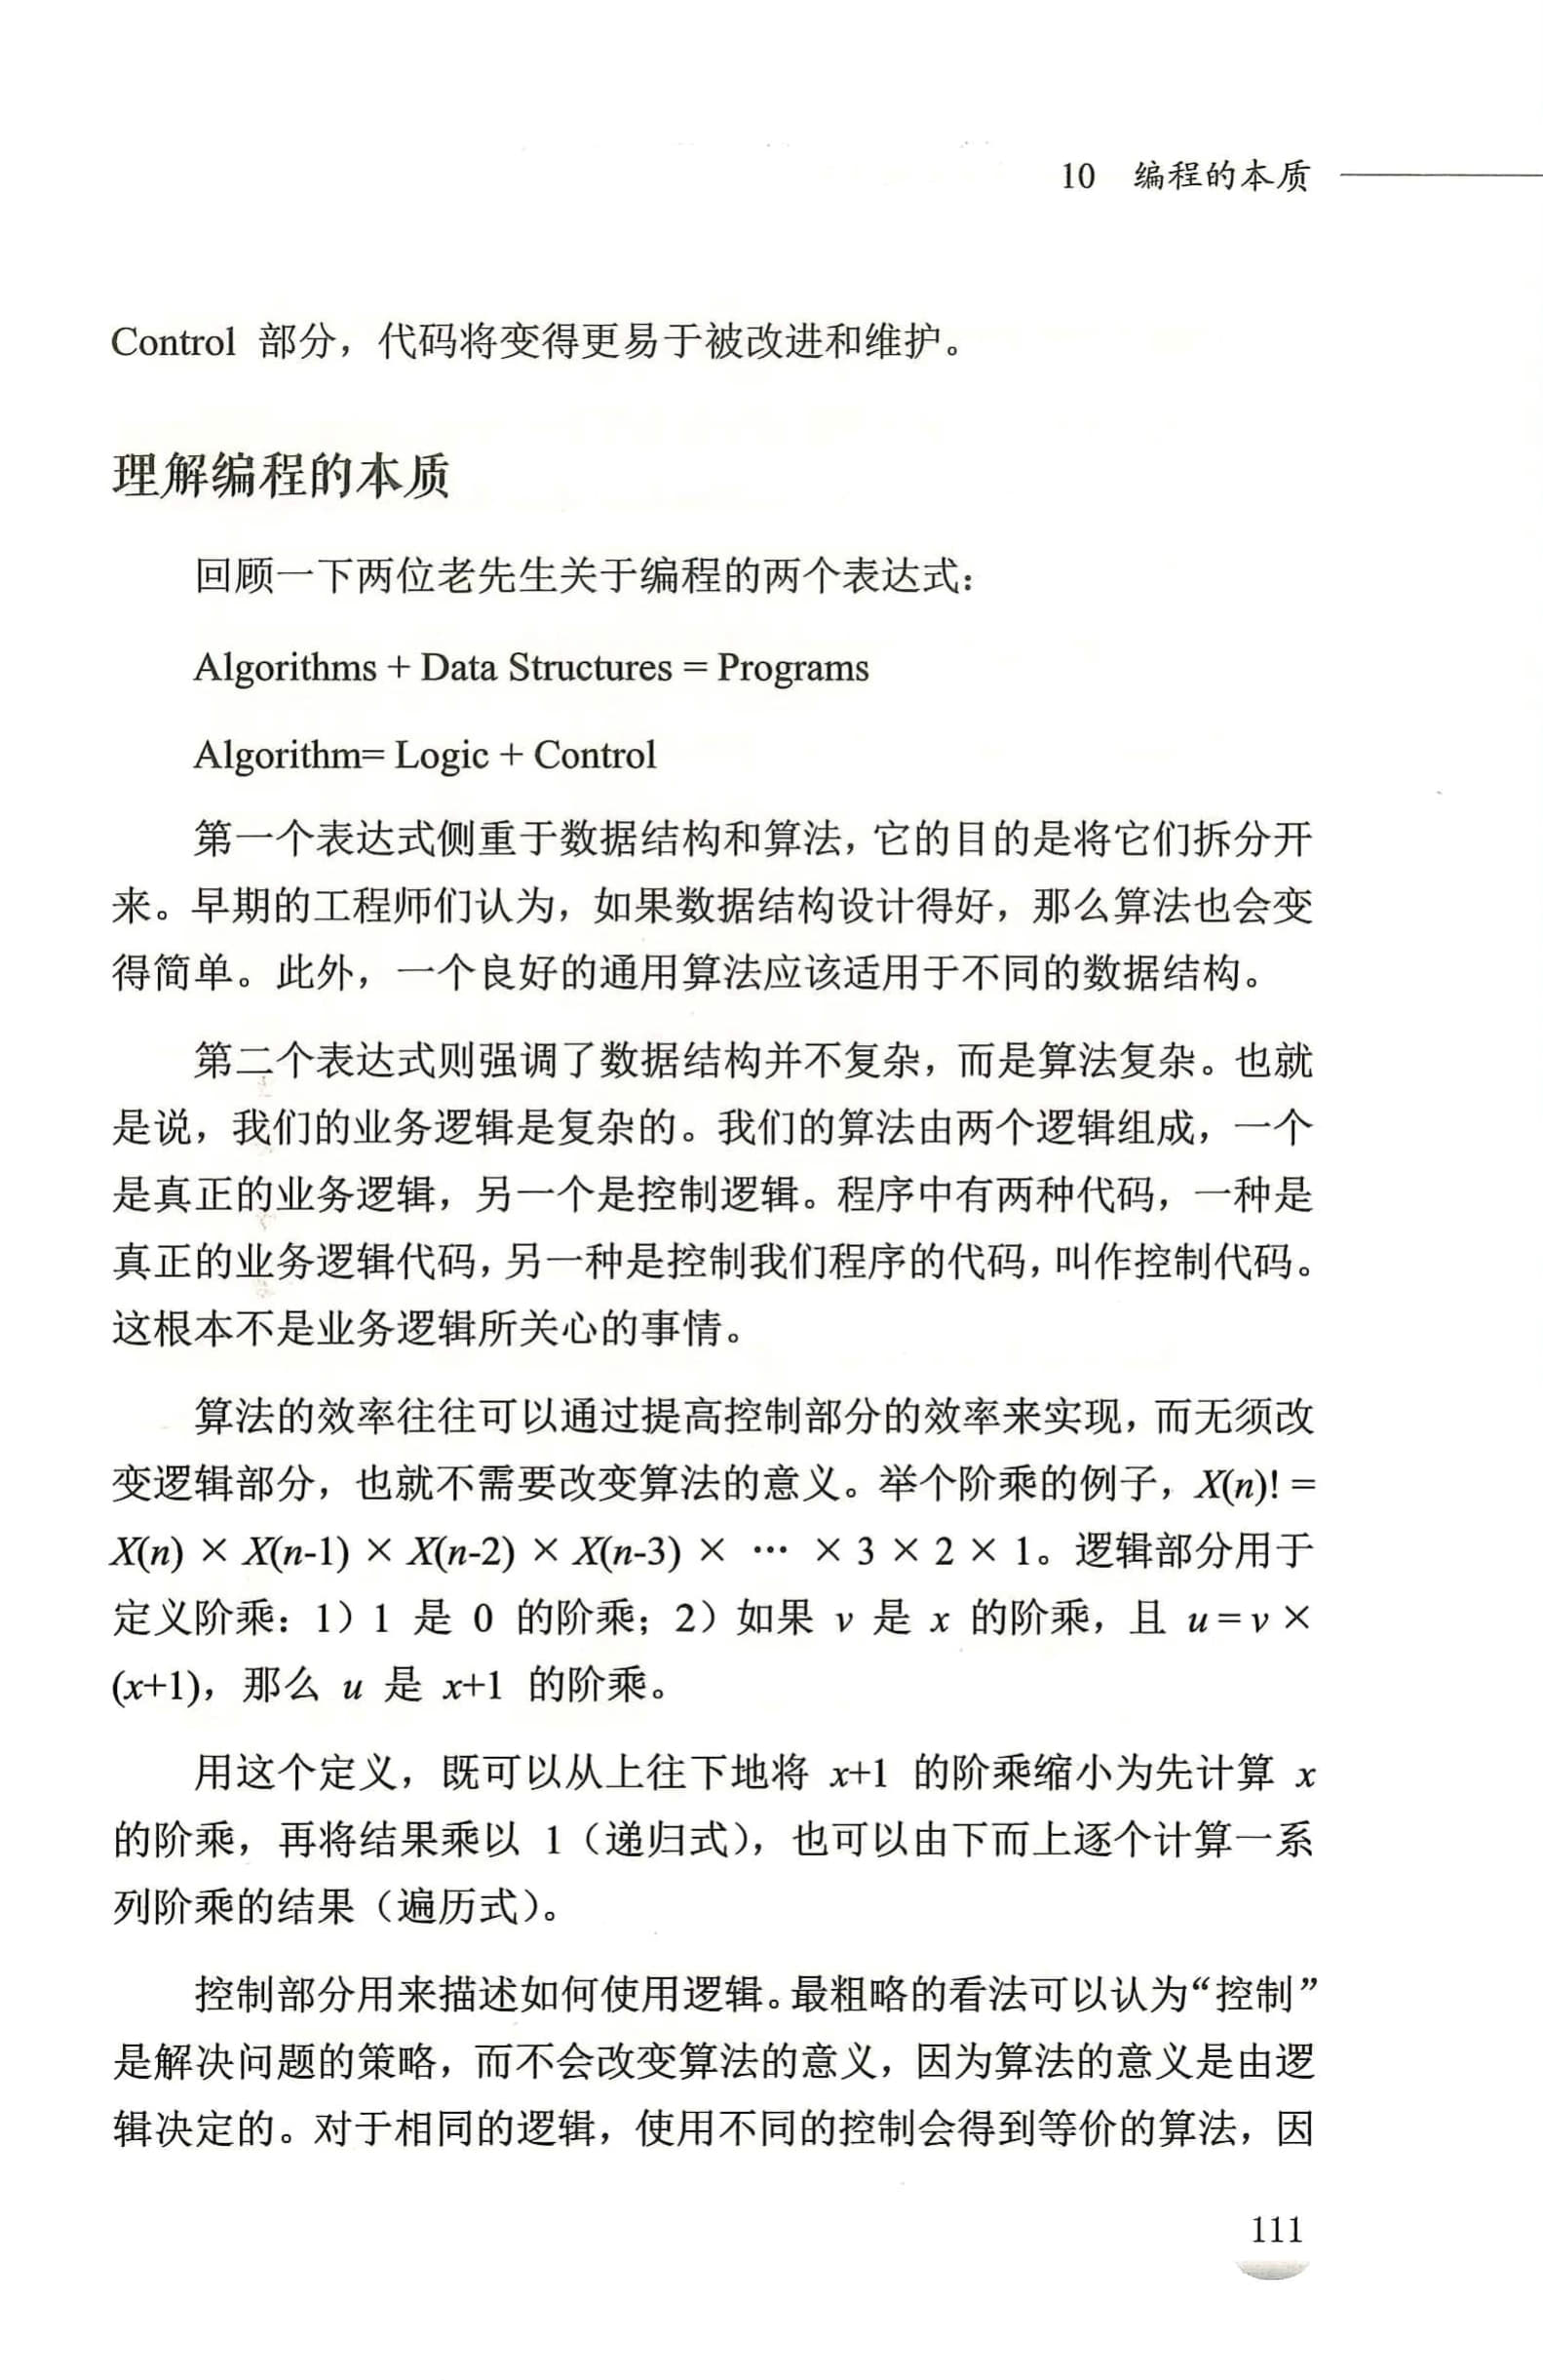 10 编程的本质
Control 部分，代码将变得更易于被改进和维护。
理解编程的本质
回顾一下两位老先生关于编程的两个表达式：
Algorithms + Data Structures = Programs
Algorithm= Logic + Control
第一个表达式侧重于数据结构和算法，它的目的是将它们拆分开
来。早期的工程师们认为，如果数据结构设计得好，那么算法也会变
得简单。此外，一个良好的通用算法应该适用于不同的数据结构。
第二个表达式则强调了数据结构并不复杂，而是算法复杂。也就
是说，我们的业务逻辑是复杂的。我们的算法由两个逻辑组成，一个
是真正的业务逻辑，另一个是控制逻辑。程序中有两种代码，一种是
真正的业务逻辑代码，另一种是控制我们程序的代码，叫作控制代码。
这根本不是业务逻辑所关心的事情。
算法的效率往往可以通过提高控制部分的效率来实现，而无须改
变逻辑部分，也就不需要改变算法的意义。举个阶乘的例子，X(n)! =
X(n) × X(n-1) × X(n-2) × X(n-3) × … × 3 × 2 × 1。逻辑部分用于
定义阶乘：1）1 是 0 的阶乘；2）如果 v 是 x 的阶乘，且 u = v ×
(x+1)，那么 u 是 x+1 的阶乘。
用这个定义，既可以从上往下地将 x+1 的阶乘缩小为先计算 x
的阶乘，再将结果乘以 1（递归式），也可以由下而上逐个计算一系
列阶乘的结果（遍历式）。
控制部分用来描述如何使用逻辑。最粗略的看法可以认为“控制”
是解决问题的策略，而不会改变算法的意义，因为算法的意义是由逻
辑决定的。对于相同的逻辑，使用不同的控制会得到等价的算法，因
111